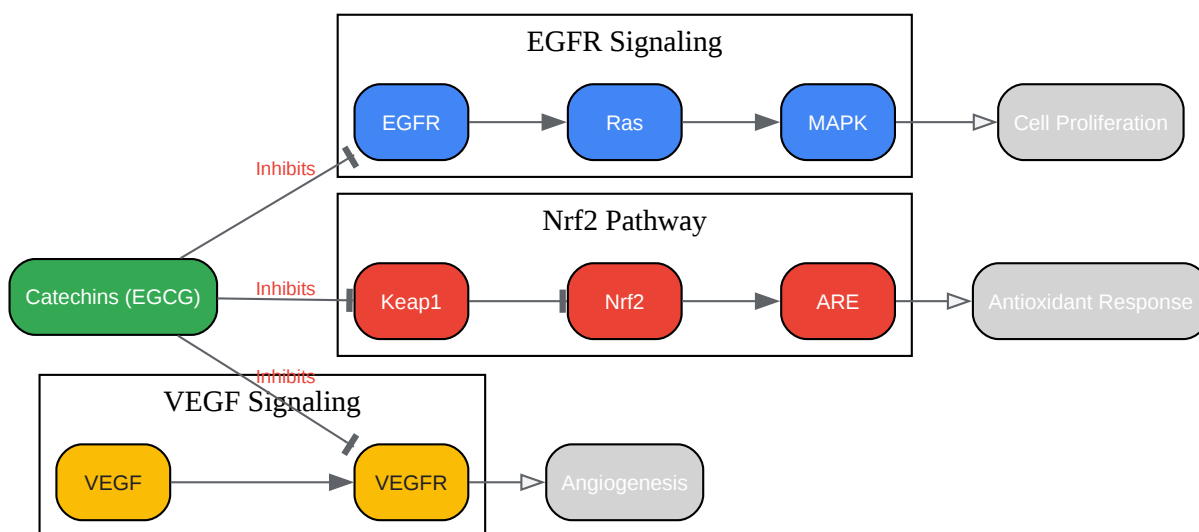 EGFR Signaling
EGFR
Ras
MAPK
Cell Proliferation
Inhibits
Nrf2 Pathway
Catechins (EGCG)
Inhibits
Keap1
Nrf2
ARE
Antioxidant Response
Inhibits
VEGF Signaling
VEGF
VEGFR
Angiogenesis